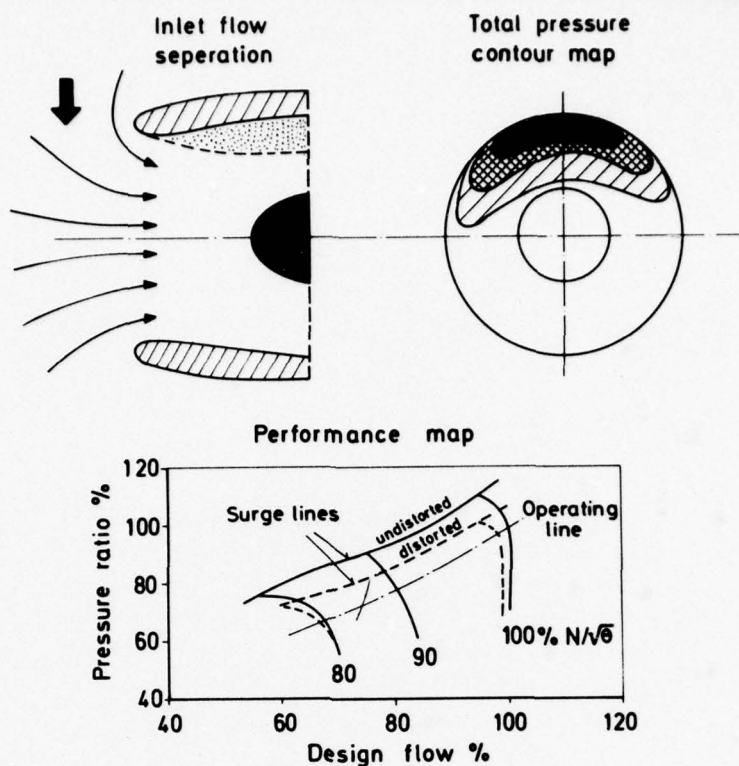 Inlet flow
seperation
Total pressure
contour map
Performance map
Pressure ratio %
120
100
80
60
40
Surge lines
undistorted
distorted
Operating
line
80
90
100% N/√θ
40
60
80
100
120
Design flow %